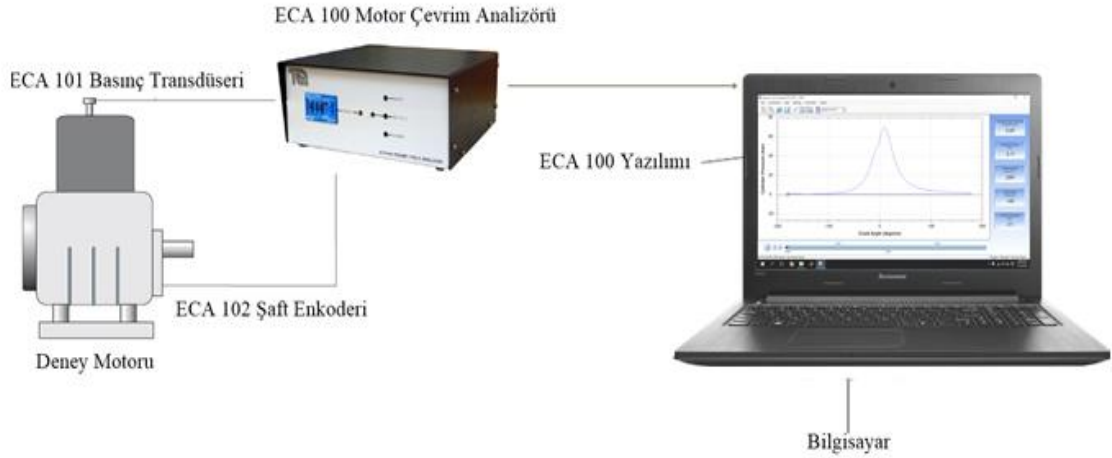 ECA 100 Motor Çevrim Analizörü
ECA 101 Basınç Transdüseri
ECA 100 Yazılımı
ECA 102 Şaft Enkoderi
Deney Motoru
Bilgisayar